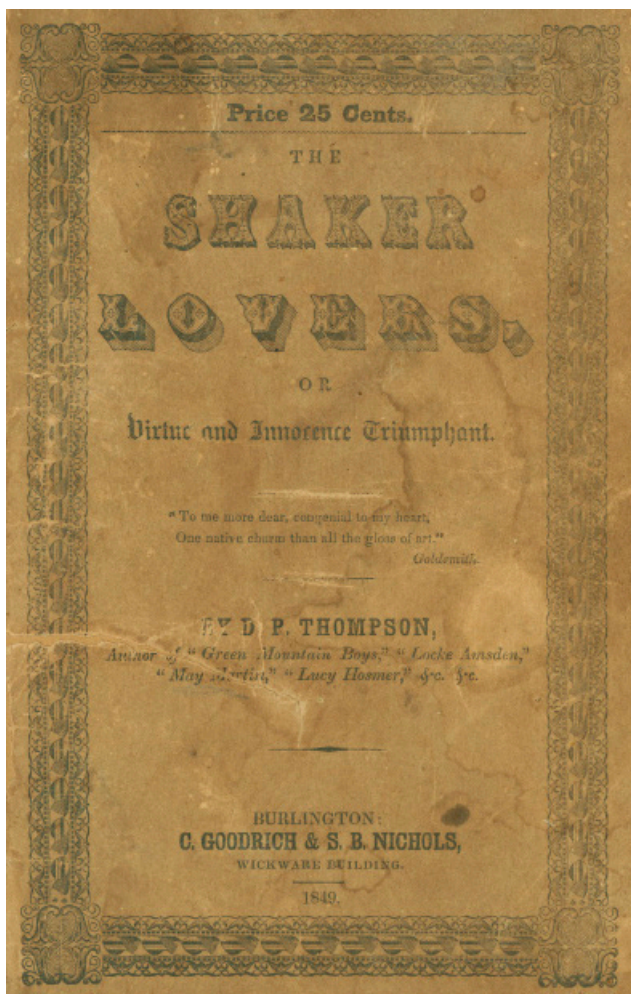 Price 25 Cents.
THE
SHAKER
LOVERS,
OR
Virtue and Innocence Triumphant.
"To me more dear, congenial to my heart,
One native charm than all the gloss of art."
Goldsmith.
BY D. P. THOMPSON,
Author of "Green Mountain Boys," "Locke Amsden,"
"May Martin," "Lucy Hosmer," &c. &c.
BURLINGTON:
C. GOODRICH & S. B. NICHOLS,
WICKWARE BUILDING.
1849.